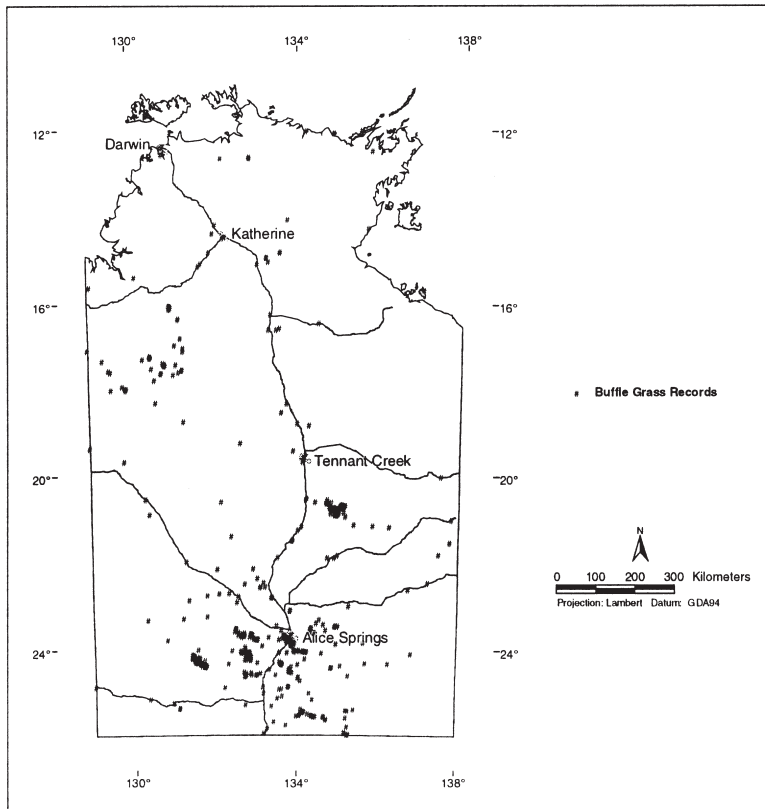 130° 134° 138°
12° 12°
Darwin
Katherine
16° 16°
# Buffle Grass Records
Tennant Creek
20° 20°
N
0 100 200 300 Kilometers
Projection: Lambert Datum: GDA94
Alice Springs
24° 24°
130° 134° 138°